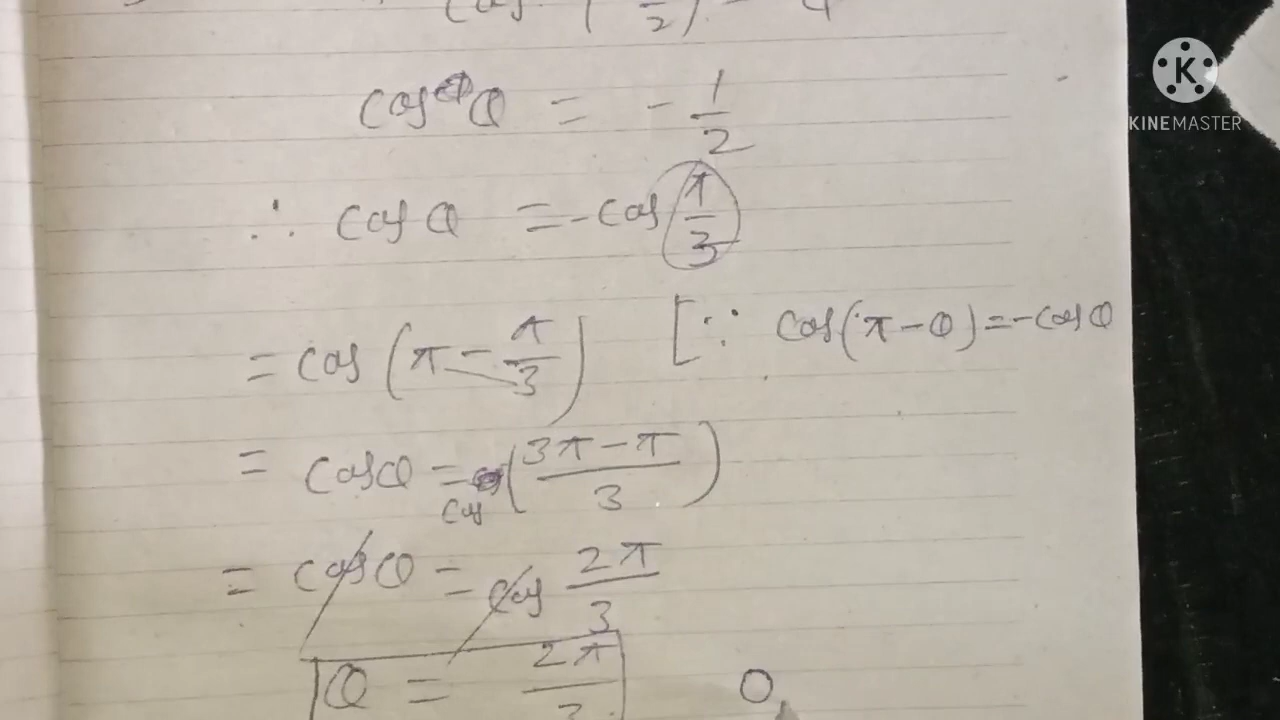 cos θ = - 1/2
KINEMASTER
∴ cos θ = - cos π/3
= cos (π - π/3) [∵ cos(π - θ) = - cos θ
= cos θ = cos (3π - π / 3)
= cos θ = cos 2π/3
θ = 2π/3
0,